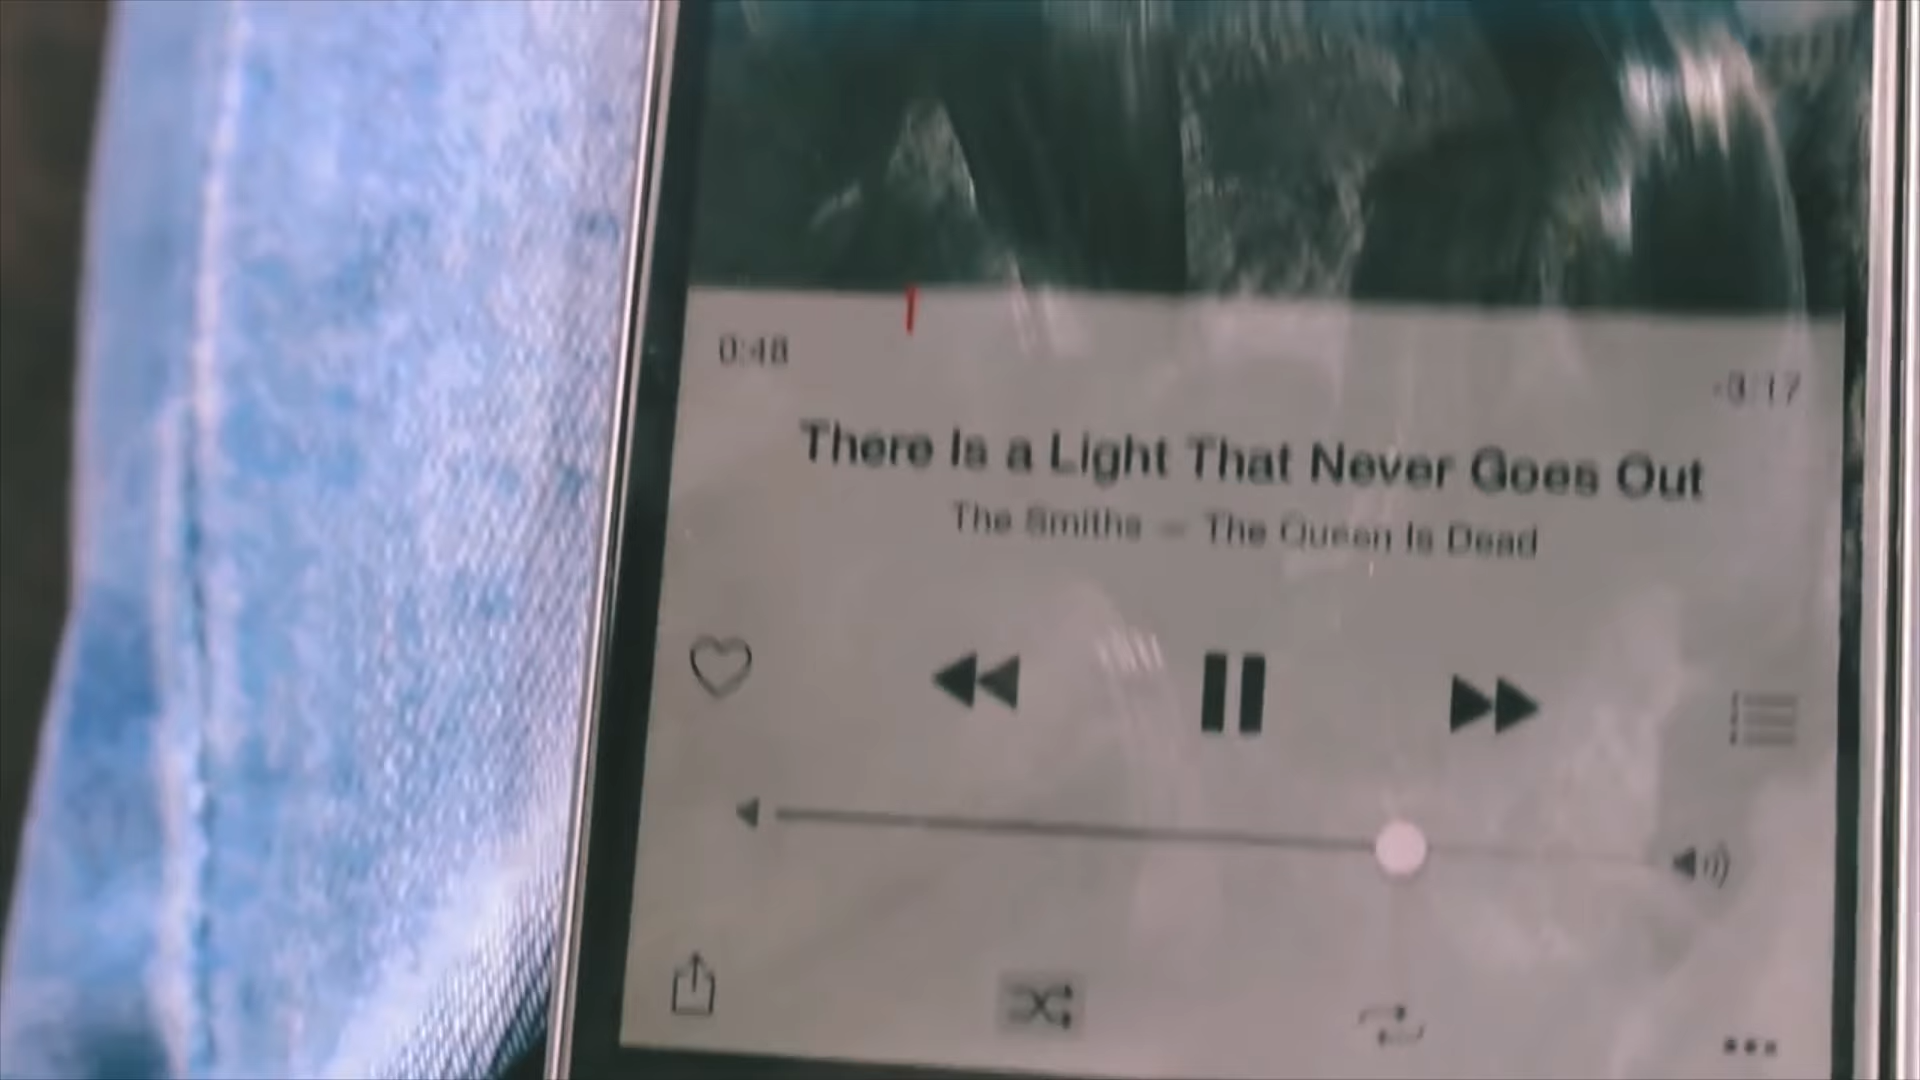 0:48
-3:17
There Is a Light That Never Goes Out
The Smiths — The Queen Is Dead